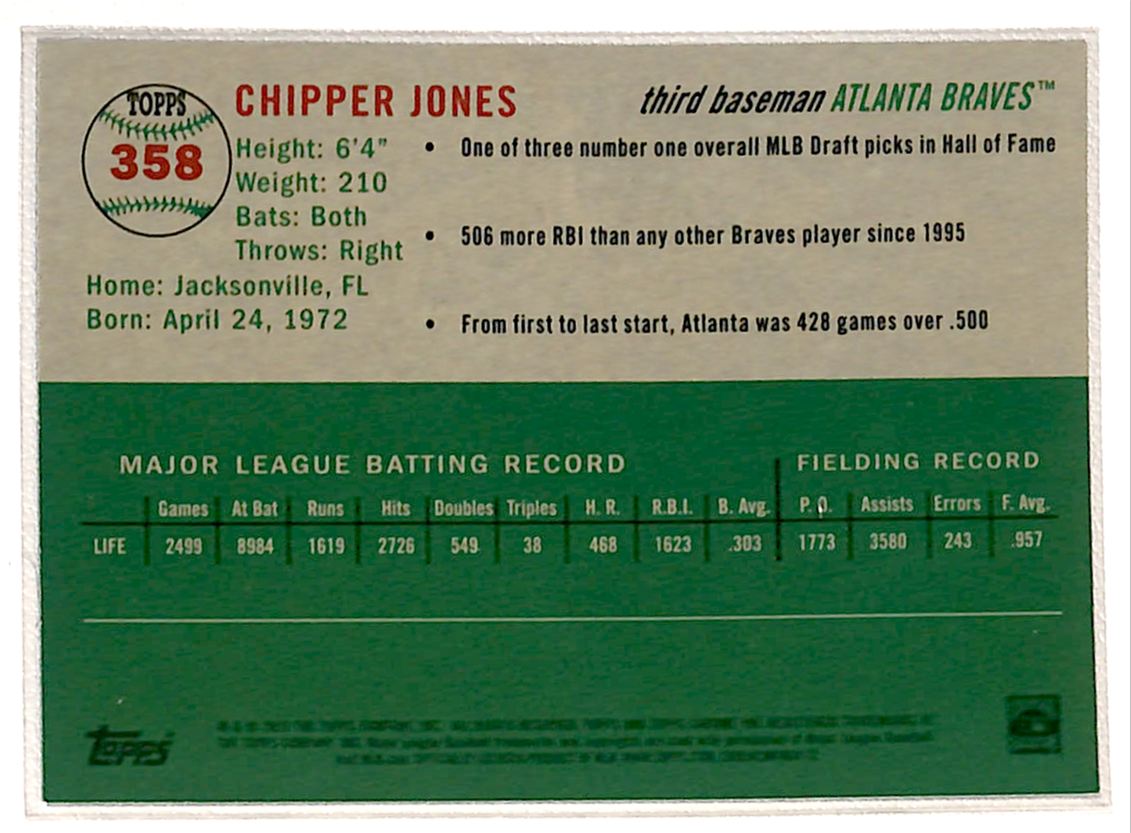 TOPPS
358
CHIPPER JONES
third baseman ATLANTA BRAVES™
Height: 6'4"
Weight: 210
Bats: Both
Throws: Right
Home: Jacksonville, FL
Born: April 24, 1972
• One of three number one overall MLB Draft picks in Hall of Fame
• 506 more RBI than any other Braves player since 1995
• From first to last start, Atlanta was 428 games over .500
MAJOR LEAGUE BATTING RECORD
FIELDING RECORD
Games At Bat Runs Hits Doubles Triples H. R. R.B.I. B. Avg. P. O. Assists Errors F. Avg.
LIFE 2499 8984 1619 2726 549 38 468 1623 .303 1773 3580 243 .957
topps